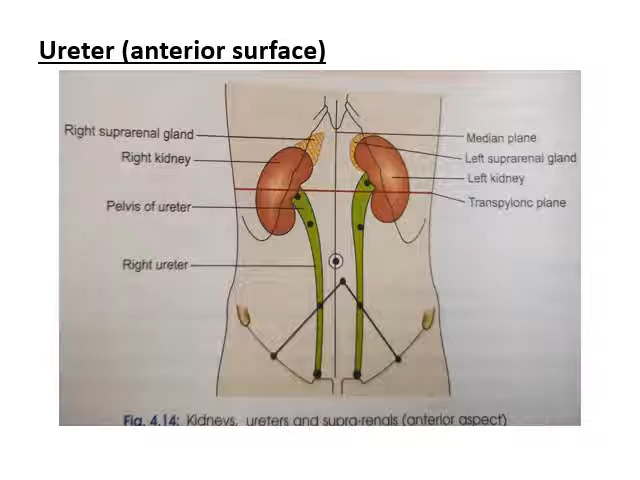 Ureter (anterior surface)
Right suprarenal gland
Right kidney
Pelvis of ureter
Right ureter
Median plane
Left suprarenal gland
Left kidney
Transpyloric plane
Fig. 4.14: Kidneys, ureters and supra-renals (anterior aspect)